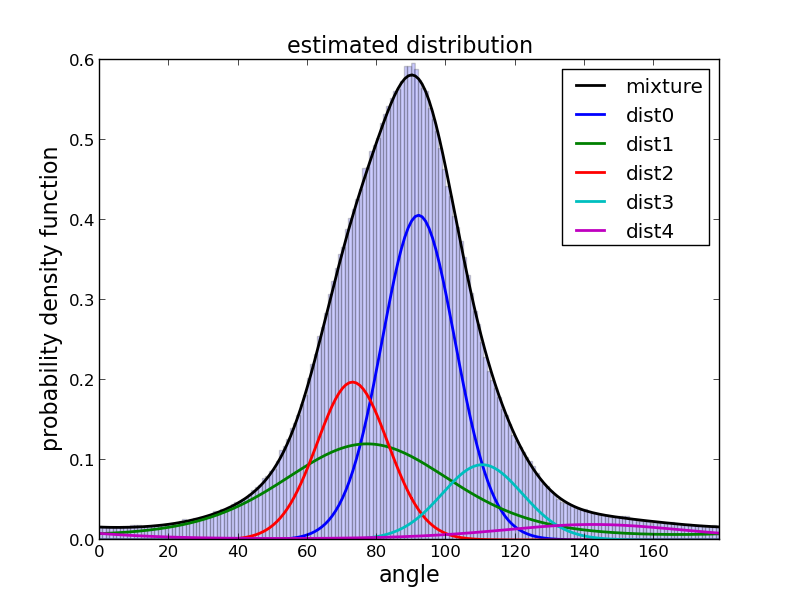 estimated distribution
probability density function
0.6
0.5
0.4
0.3
0.2
0.1
0.0
mixture
dist0
dist1
dist2
dist3
dist4
0 20 40 60 80 100 120 140 160
angle